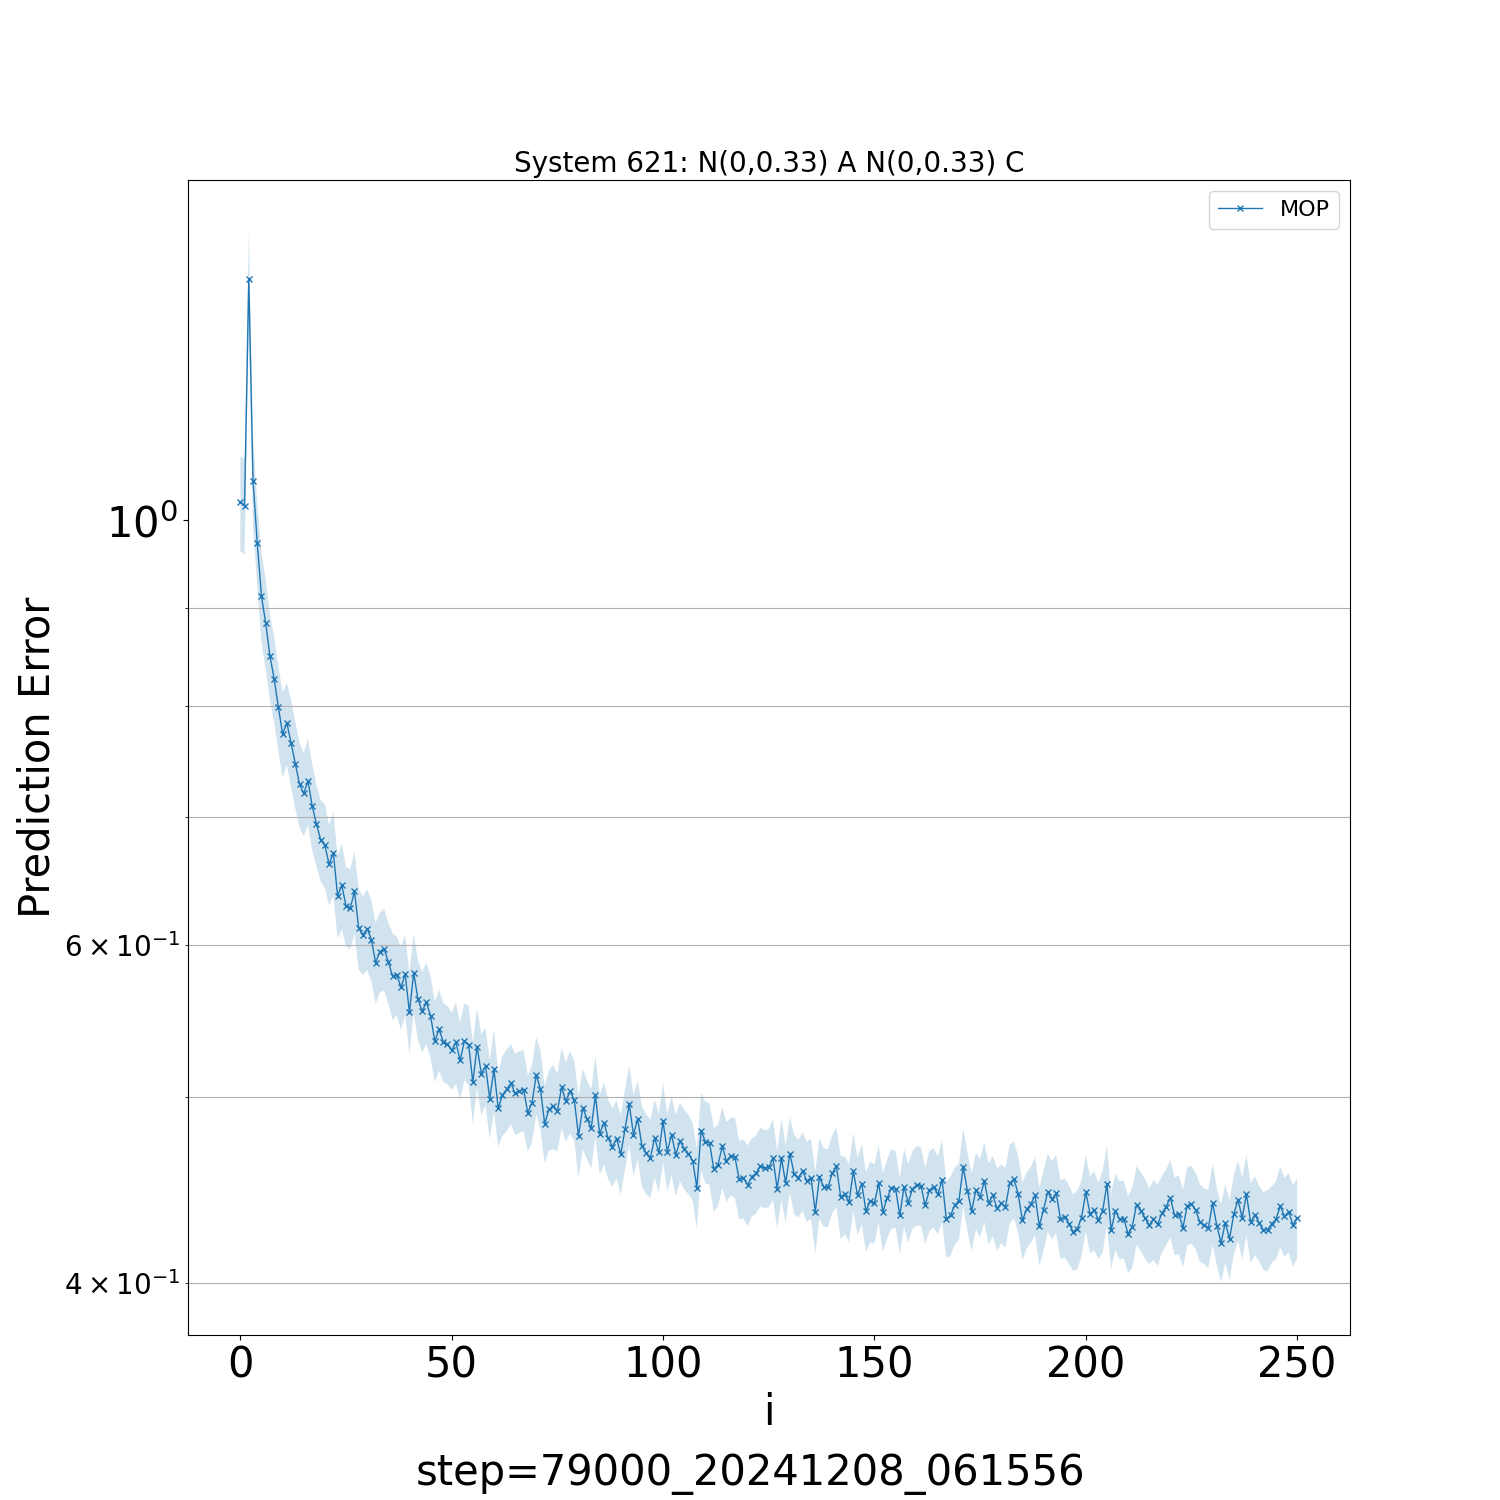 System 621: N(0,0.33) A N(0,0.33) C
MOP
10⁰
6 × 10⁻¹
4 × 10⁻¹
Prediction Error
0 50 100 150 200 250
i
step=79000_20241208_061556